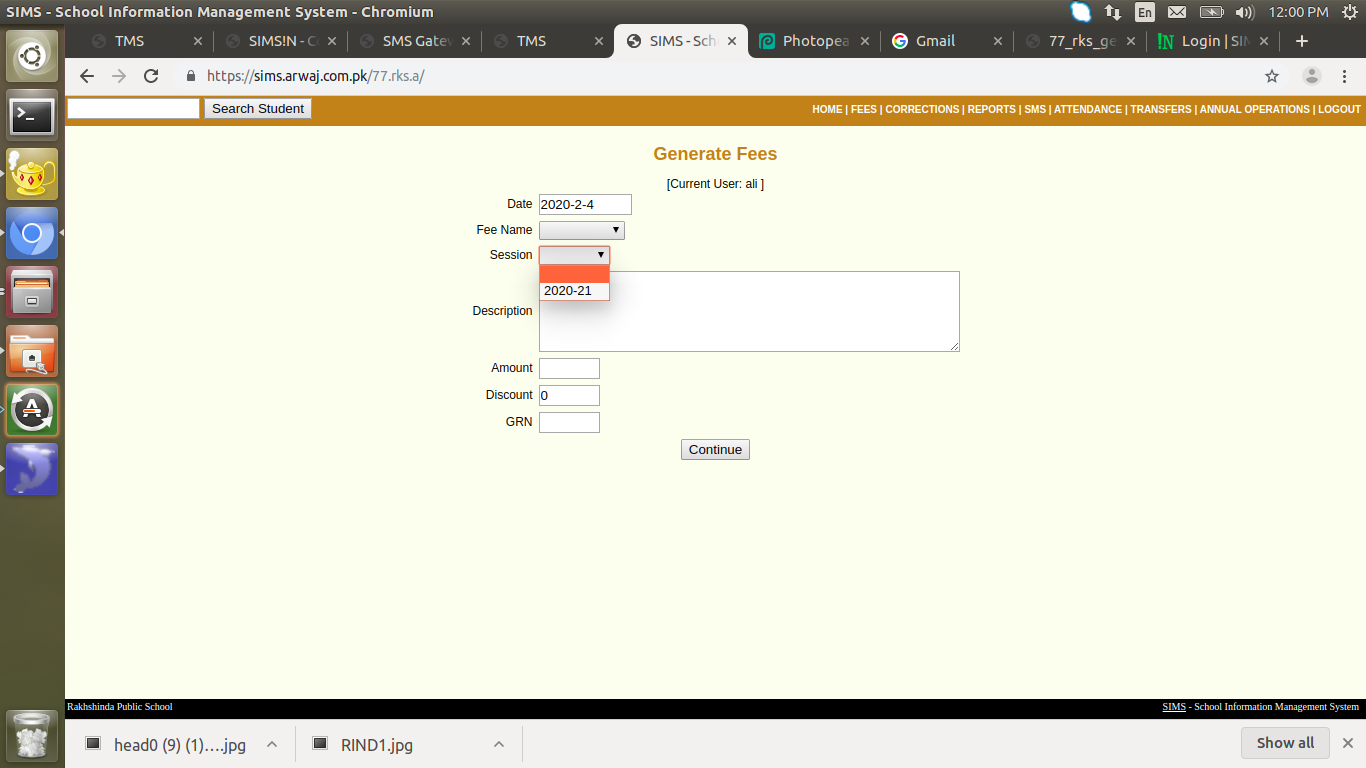 SIMS - School Information Management System - Chromium
En
12:00 PM
TMS
SIMS!N - C
SMS Gatew
TMS
SIMS - Sch
Photopea
Gmail
77_rks_ge
Login | SIM
https://sims.arwaj.com.pk/77.rks.a/
Search Student
HOME | FEES | CORRECTIONS | REPORTS | SMS | ATTENDANCE | TRANSFERS | ANNUAL OPERATIONS | LOGOUT
Generate Fees
[Current User: ali ]
Date 2020-2-4
Fee Name
Session
2020-21
Description
Amount
Discount 0
GRN
Continue
Rakhshinda Public School
SIMS - School Information Management System
head0 (9) (1)....jpg
RIND1.jpg
Show all